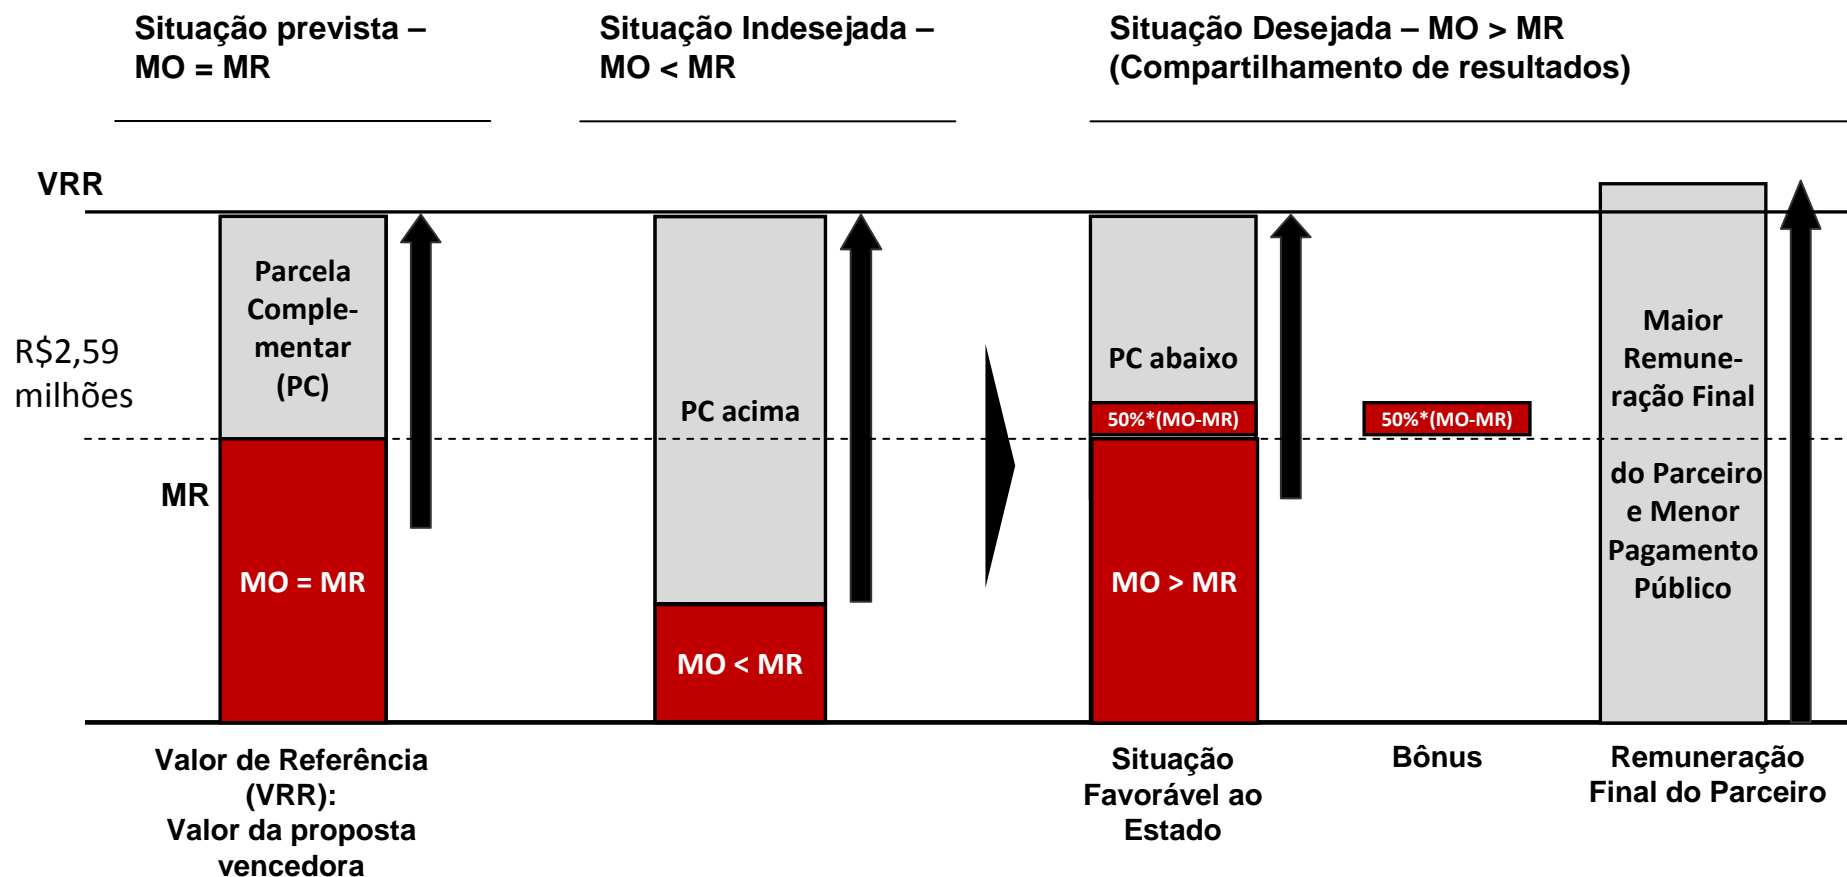 Situação prevista –
MO = MR
Situação Indesejada –
MO < MR
Situação Desejada – MO > MR
(Compartilhamento de resultados)
VRR
R$2,59
milhões
MR
Parcela
Comple-
mentar
(PC)
MO = MR
PC acima
MO < MR
PC abaixo
50%*(MO-MR)
MO > MR
50%*(MO-MR)
Maior
Remune-
ração Final
do Parceiro
e Menor
Pagamento
Público
Valor de Referência
(VRR):
Valor da proposta
vencedora
Situação
Favorável ao
Estado
Bônus
Remuneração
Final do Parceiro